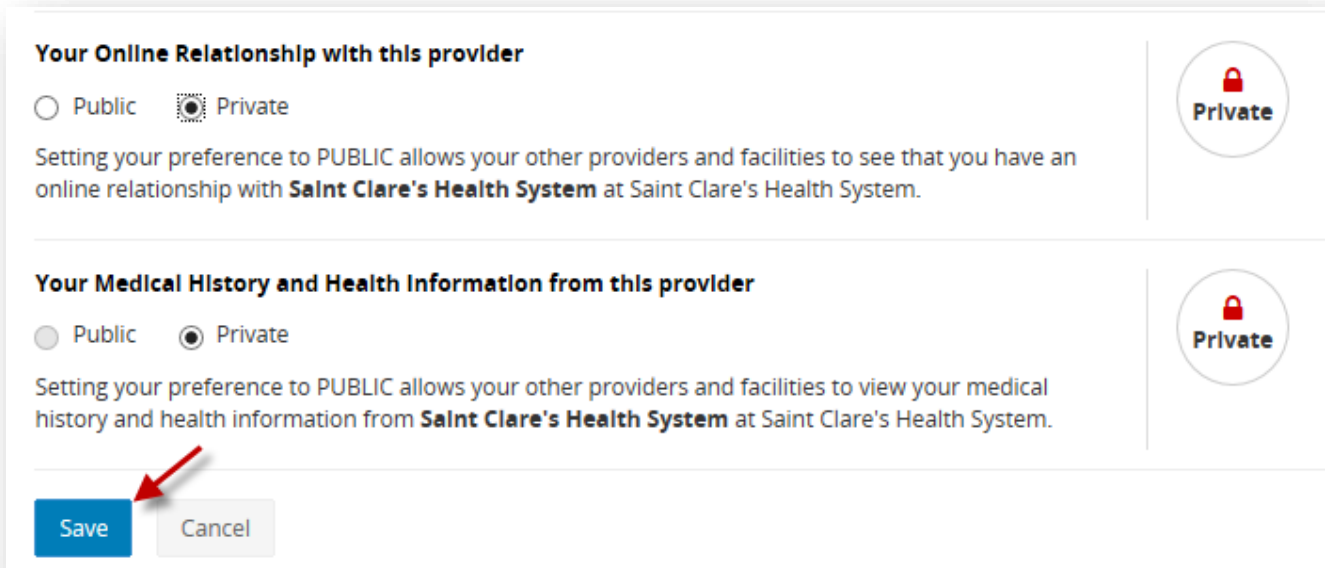 Your Online Relationship with this provider
Public Private
Private
Setting your preference to PUBLIC allows your other providers and facilities to see that you have an
online relationship with Saint Clare's Health System at Saint Clare's Health System.
Your Medical History and Health Information from this provider
Public Private
Private
Setting your preference to PUBLIC allows your other providers and facilities to view your medical
history and health information from Saint Clare's Health System at Saint Clare's Health System.
Save Cancel